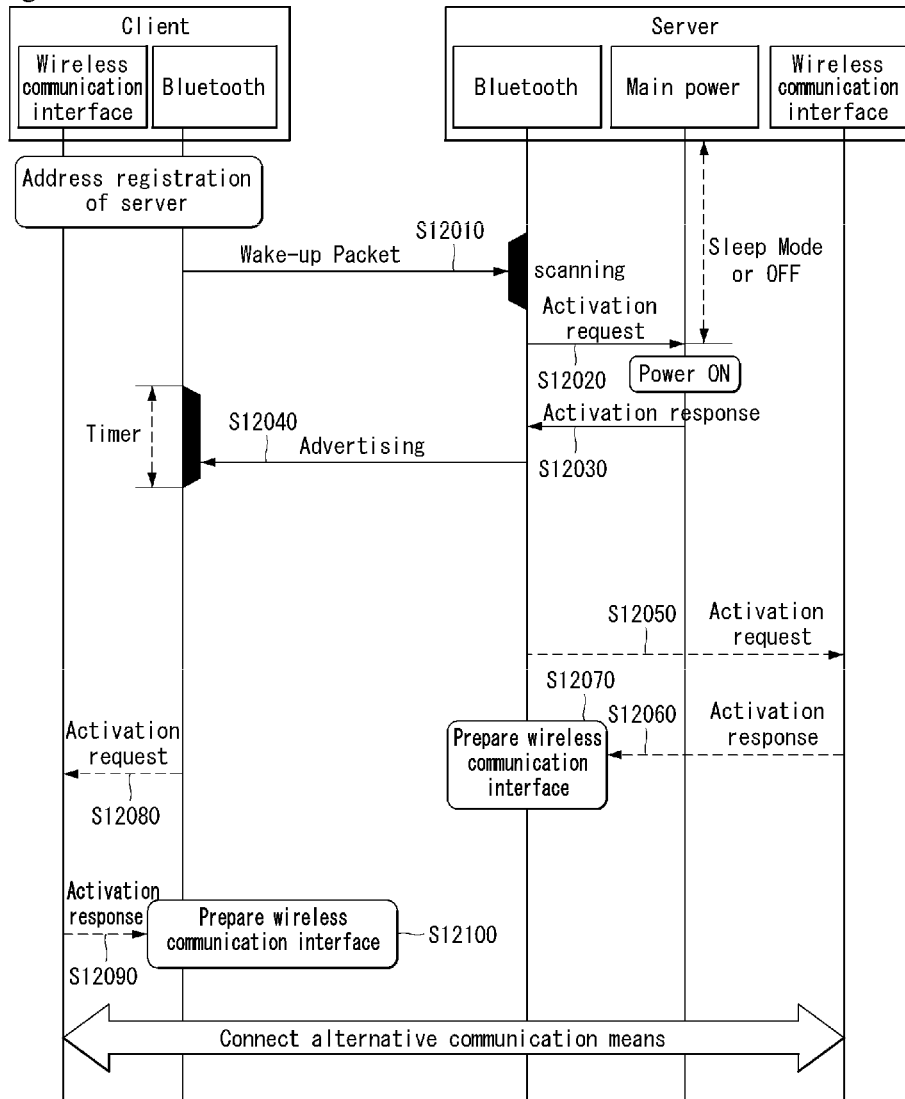 Client
Server
Wireless
communication
interface
Bluetooth
Bluetooth
Main power
Wireless
communication
interface
Address registration
of server
S12010
Wake-up Packet
scanning
Sleep Mode
or OFF
Activation
request
S12020
Power ON
Timer
S12040
Advertising
Activation response
S12030
S12050
Activation
request
S12070
S12060
Activation
response
Prepare wireless
communication
interface
Activation
request
S12080
Activation
response
Prepare wireless
communication interface
S12100
S12090
Connect alternative communication means